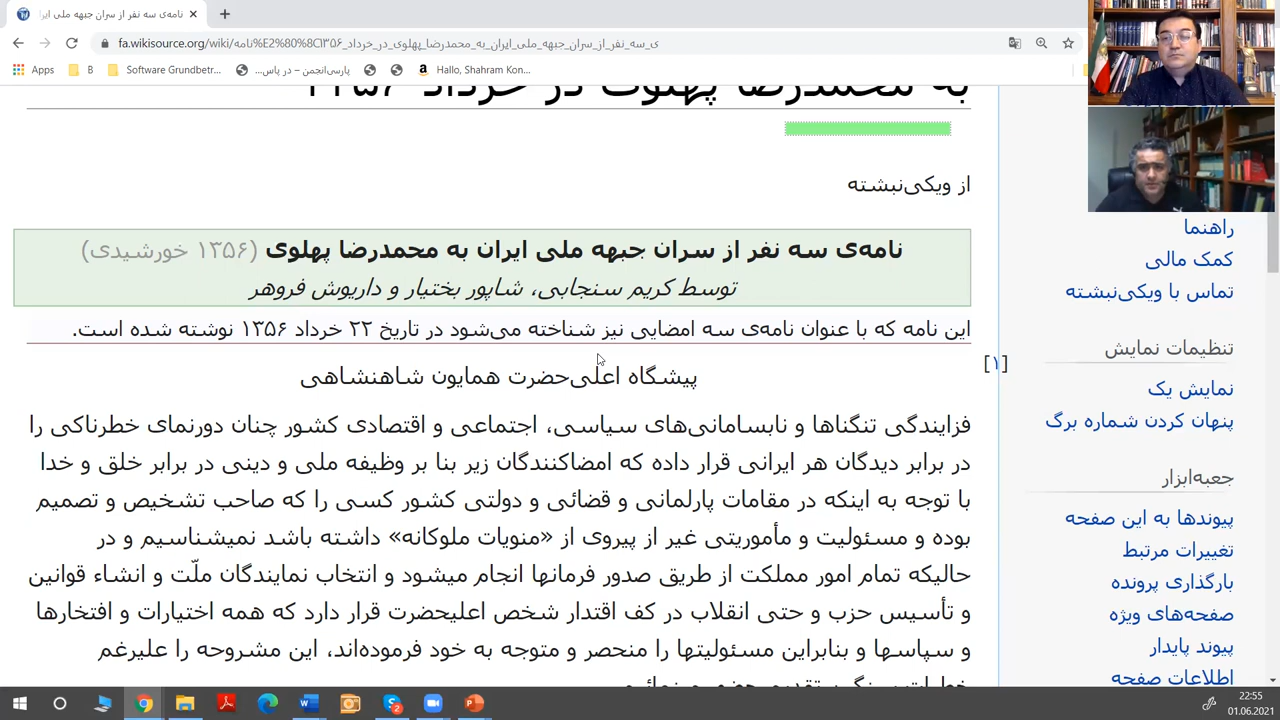 نامه‌ی سه نفر از سران جبهه ملی ایرا
fa.wikisource.org/wiki/نامه%E2%80%8Cی_سه_نفر_از_سران_جبهه_ملی_ایران_به_محمدرضا_پهلوی_در_خرداد_۱۳۵۶
Apps
B
Software Grundbetr...
پارسی‌انجمن – در پاس...
Hallo, Shahram Kon...
به محمدرضا پهلوی در خرداد ۱۳۵۶
از ویکی‌نبشته
نامه‌ی سه نفر از سران جبهه ملی ایران به محمدرضا پهلوی (۱۳۵۶ خورشیدی)
توسط کریم سنجابی، شاپور بختیار و داریوش فروهر
این نامه که با عنوان نامه‌ی سه امضایی نیز شناخته می‌شود در تاریخ ۲۲ خرداد ۱۳۵۶ نوشته شده است.
[۱]
پیشگاه اعلی‌حضرت همایون شاهنشاهی
فزایندگی تنگناها و نابسامانی‌های سیاسی، اجتماعی و اقتصادی کشور چنان دورنمای خطرناکی را
در برابر دیدگان هر ایرانی قرار داده که امضاکنندگان زیر بنا بر وظیفه ملی و دینی در برابر خلق و خدا
با توجه به اینکه در مقامات پارلمانی و قضائی و دولتی کشور کسی را که صاحب تشخیص و تصمیم
بوده و مسئولیت و مأموریتی غیر از پیروی از «منویات ملوکانه» داشته باشد نمیشناسیم و در
حالیکه تمام امور مملکت از طریق صدور فرمانها انجام میشود و انتخاب نمایندگان ملّت و انشاء قوانین
و تأسیس حزب و حتی انقلاب در کف اقتدار شخص اعلیحضرت قرار دارد که همه اختیارات و افتخارها
و سپاسها و بنابراین مسئولیتها را منحصر و متوجه به خود فرموده‌اند، این مشروحه را علیرغم
راهنما
کمک مالی
تماس با ویکی‌نبشته
تنظیمات نمایش
نمایش یک
پنهان کردن شماره برگ
جعبه‌ابزار
پیوندها به این صفحه
تغییرات مرتبط
بارگذاری پرونده
صفحه‌های ویژه
پیوند پایدار
اطلاعات صفحه
22:55
01.06.2021